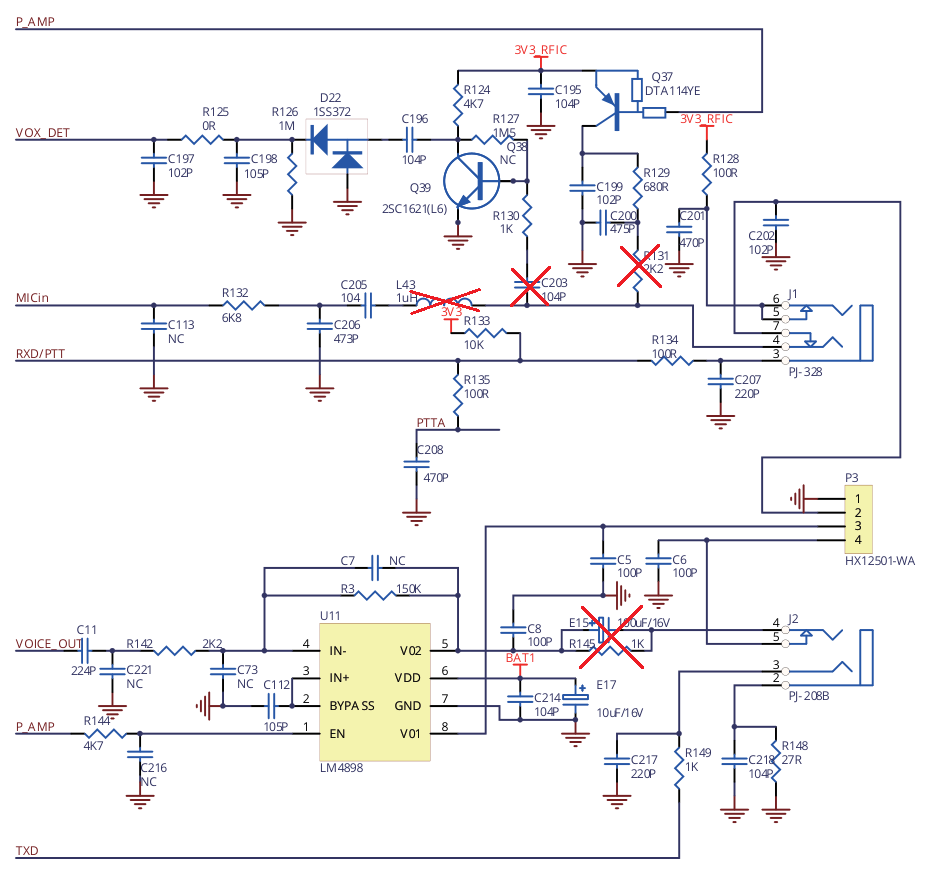 P_AMP
3V3_RFIC
Q37
DTA114YE
R124
4K7
C195
104P
D22
1SS372
R125
0R
R126
1M
C196
104P
R127
1M5
Q38
NC
3V3_RFIC
VOX_DET
C197
102P
C198
105P
Q39
2SC1621(L6)
R130
1K
C199
102P
R129
680R
C200
475P
R128
100R
C201
470P
C202
102P
R131
2K2
C203
104P
MICin
R132
6K8
C205
104
L43
1uH
J1
6
5
7
4
3
PJ-328
C113
NC
C206
473P
3V3
R133
10K
RXD/PTT
R134
100R
R135
100R
C207
220P
PTTA
C208
470P
P3
1
2
3
4
HX12501-WA
C7
NC
R3
150K
C5
100P
C6
100P
U11
C8
100P
E15
100uF/16V
R145
1K
J2
4
5
3
2
PJ-208B
VOICE_OUT
C11
224P
R142
2K2
C221
NC
C73
NC
C112
105P
4 IN- V02 5
3 IN+ VDD 6
2 BYPASS GND 7
1 EN V01 8
LM4898
BAT1
C214
104P
E17
10uF/16V
P_AMP
R144
4K7
C216
NC
C217
220P
R149
1K
C218
104P
R148
27R
TXD